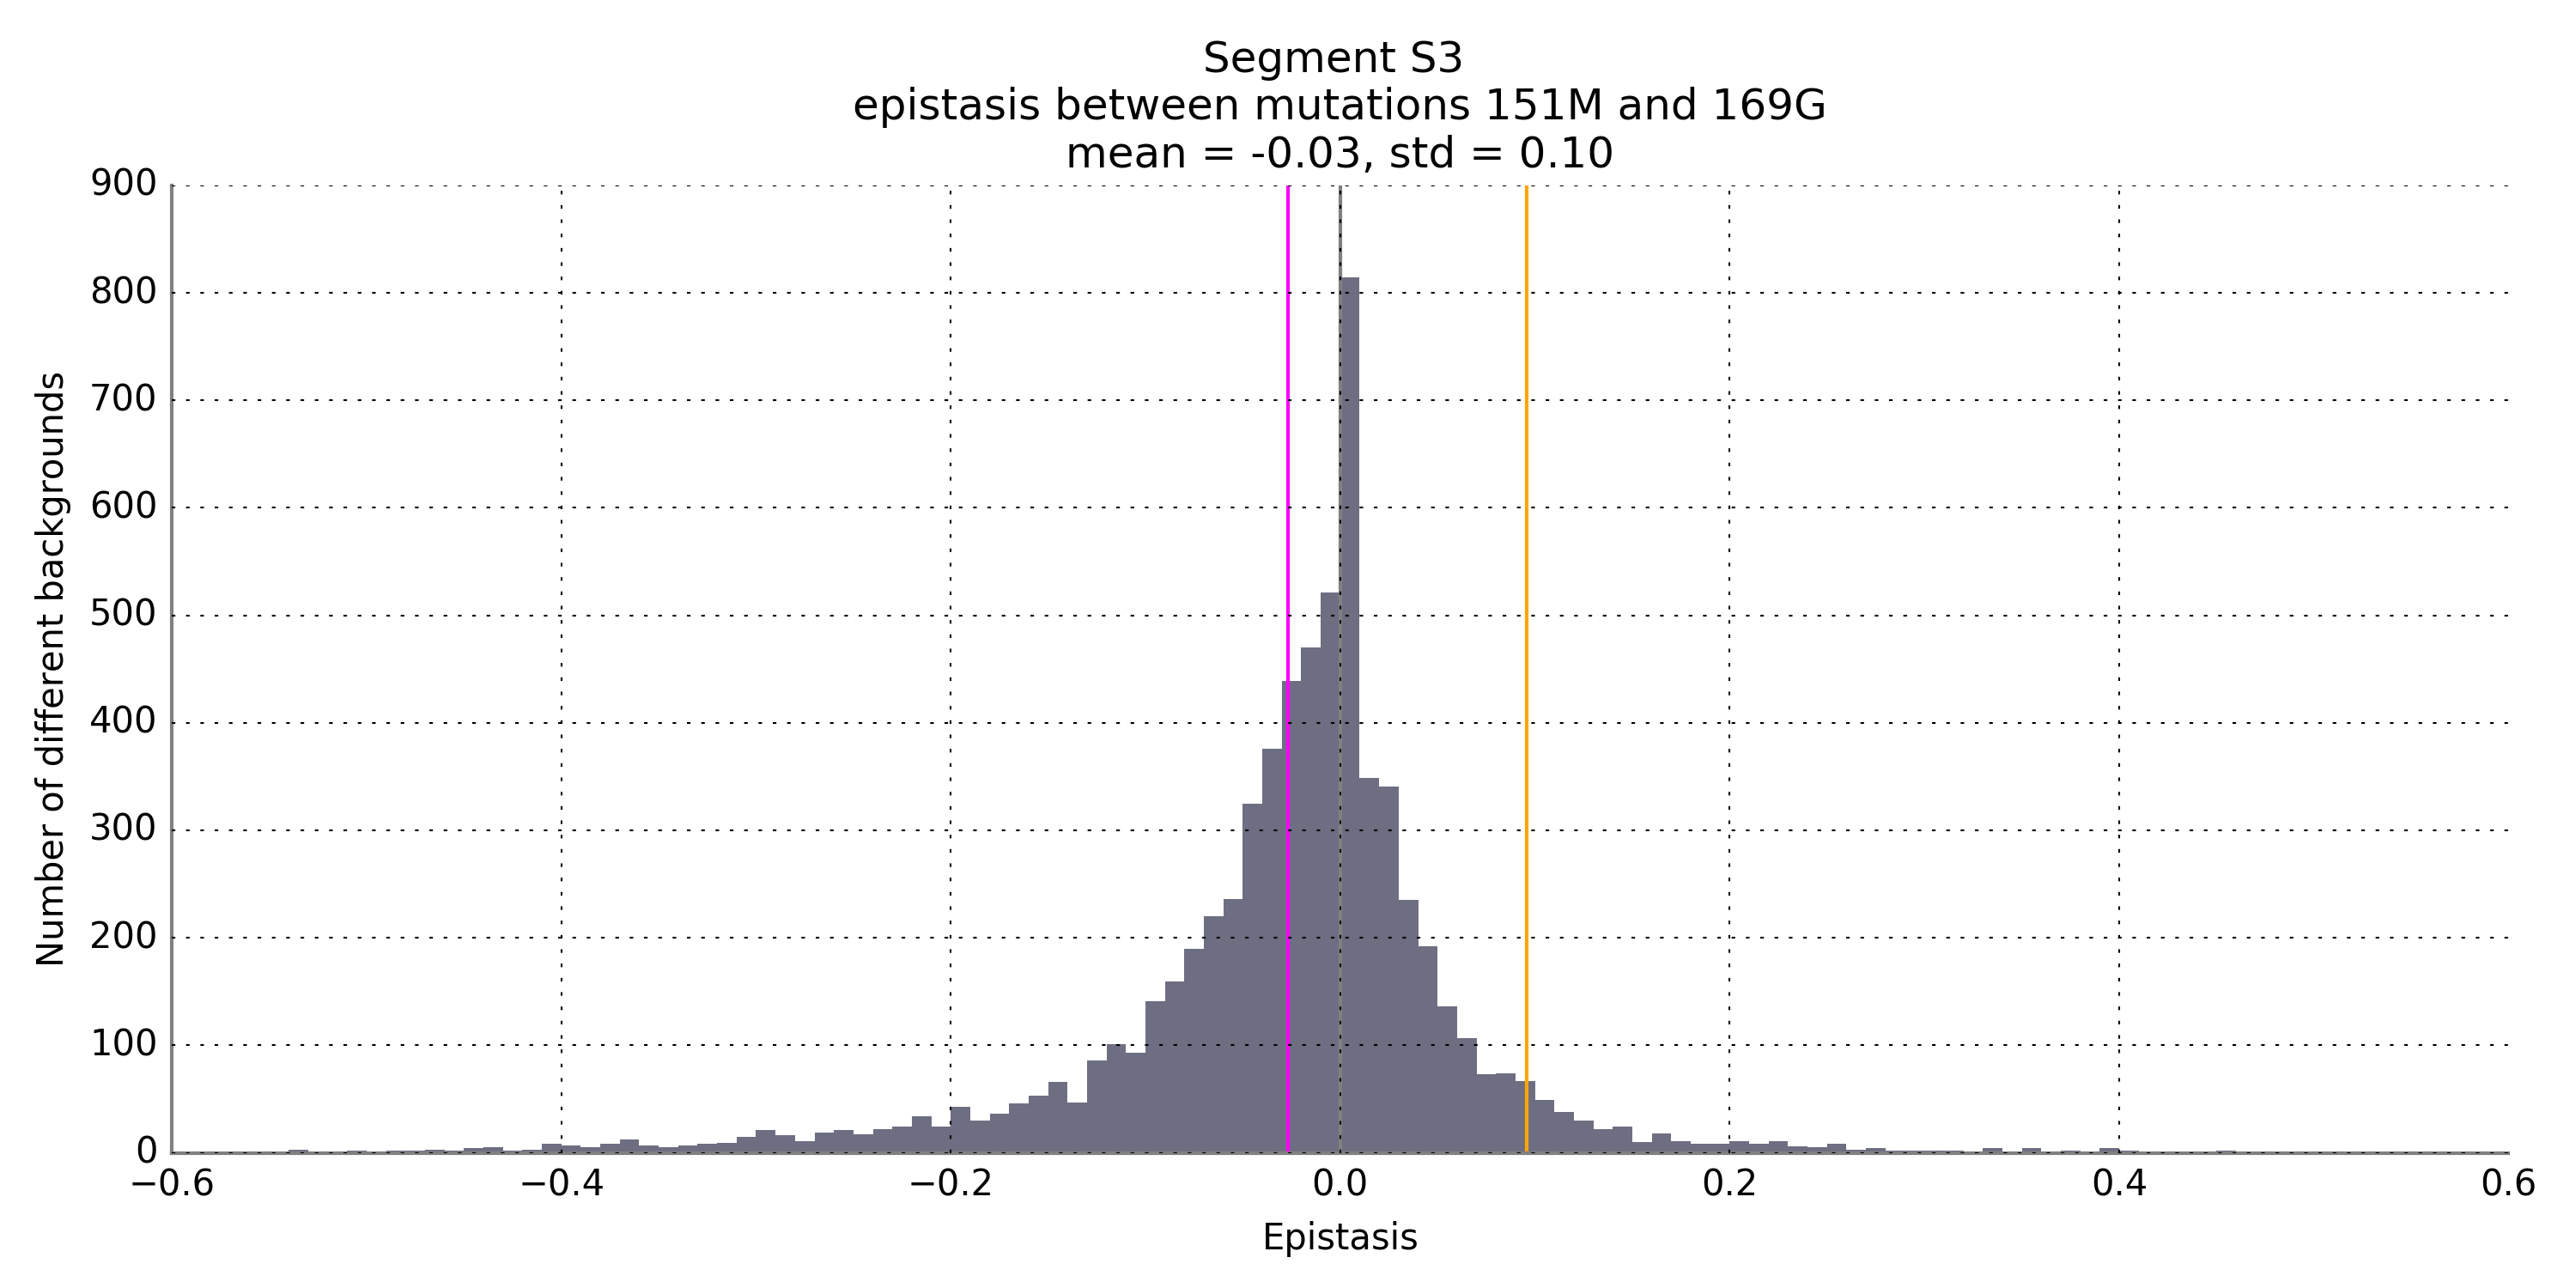 Segment S3
epistasis between mutations 151M and 169G
mean = -0.03, std = 0.10
900
800
700
600
500
400
300
200
100
0
Number of different backgrounds
−0.6 −0.4 −0.2 0.0 0.2 0.4 0.6
Epistasis